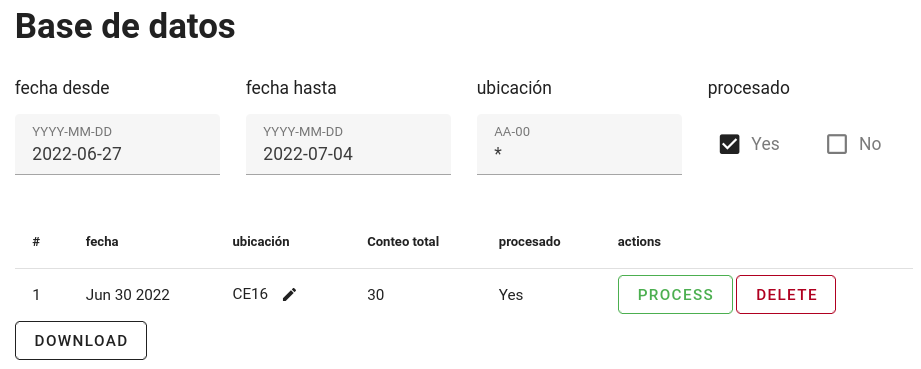 Base de datos
fecha desde fecha hasta ubicación procesado
YYYY-MM-DD YYYY-MM-DD AA-00
2022-06-27 2022-07-04 * Yes No
# fecha ubicación Conteo total procesado actions
1 Jun 30 2022 CE16 30 Yes PROCESS DELETE
DOWNLOAD